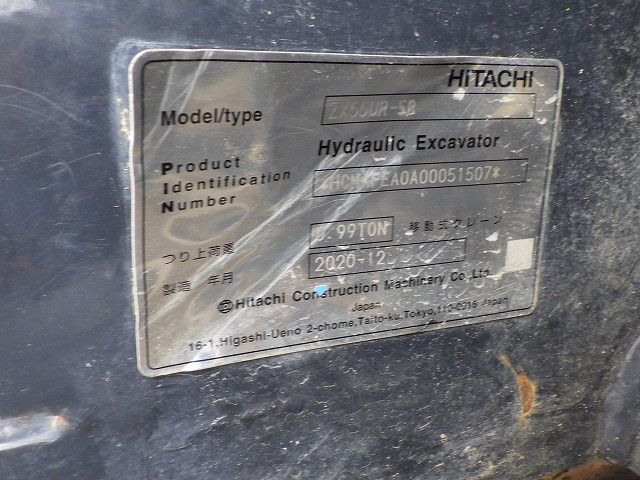 HITACHI
Model/type ZX55UR-5B
Hydraulic Excavator
Product
Identification
Number
つり上荷重 0.99TON 移動式クレーン
製造 年月 2020-12
Hitachi Construction Machinery Co.,Ltd.
Japan
16-1,Higashi-Ueno 2-chome,Taito-ku,Tokyo,110-0015 Japan